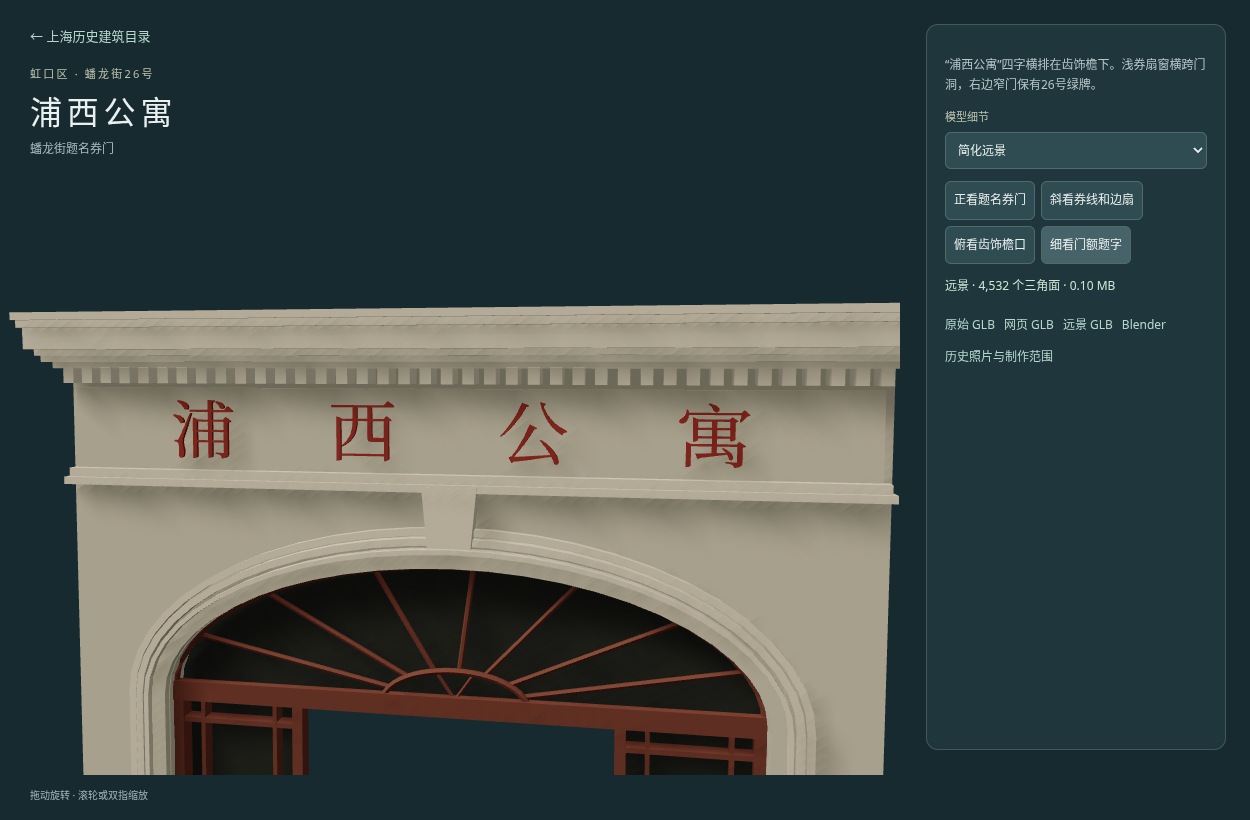 ← 上海历史建筑目录
虹口区 · 蟠龙街26号
浦西公寓
蟠龙街题名券门
浦西公寓
拖动旋转 · 滚轮或双指缩放
“浦西公寓”四字横排在齿饰檐下。浅券扇窗横跨门
洞，右边窄门保有26号绿牌。
模型细节
简化远景
正看题名券门 斜看券线和边扇
俯看齿饰檐口 细看门额题字
远景 · 4,532 个三角面 · 0.10 MB
原始 GLB 网页 GLB 远景 GLB Blender
历史照片与制作范围